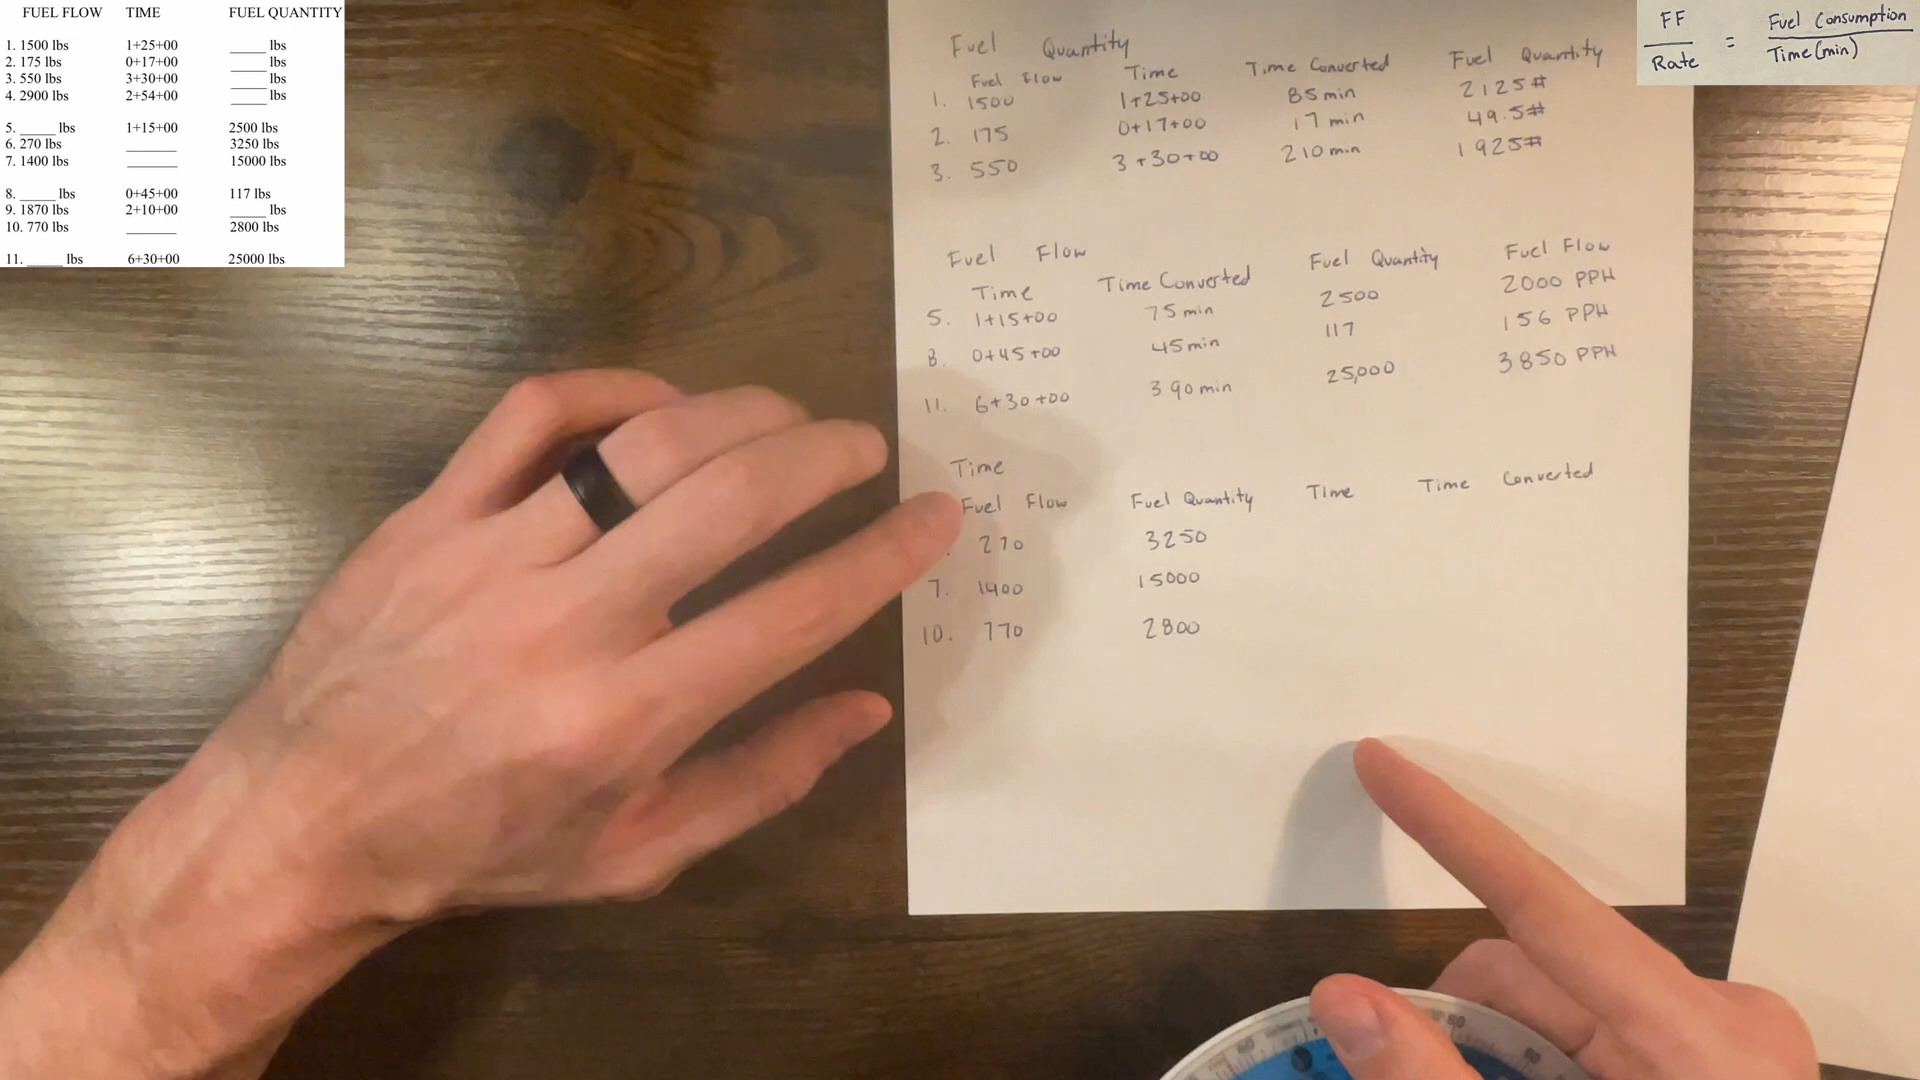 FUEL FLOW TIME FUEL QUANTITY
1. 1500 lbs 1+25+00 _____ lbs
2. 175 lbs 0+17+00 _____ lbs
3. 550 lbs 3+30+00 _____ lbs
4. 2900 lbs 2+54+00 _____ lbs
5. _____ lbs 1+15+00 2500 lbs
6. 270 lbs _______ 3250 lbs
7. 1400 lbs _______ 15000 lbs
8. _____ lbs 0+45+00 117 lbs
9. 1870 lbs 2+10+00 _____ lbs
10. 770 lbs _______ 2800 lbs
11. _____ lbs 6+30+00 25000 lbs
FF = Fuel Consumption
Rate Time (min)
Fuel Quantity
Fuel Flow Time Time Converted Fuel Quantity
1. 1500 1+25+00 85 min 2125#
2. 175 0+17+00 17 min 49.5#
3. 550 3+30+00 210 min 1925#
Fuel Flow
Time Time Converted Fuel Quantity Fuel Flow
5. 1+15+00 75 min 2500 2000 PPH
8. 0+45+00 45 min 117 156 PPH
11. 6+30+00 390 min 25,000 3850 PPH
Time
Fuel Flow Fuel Quantity Time Time Converted
270 3250
7. 1400 15000
10. 770 2800
60
80
90